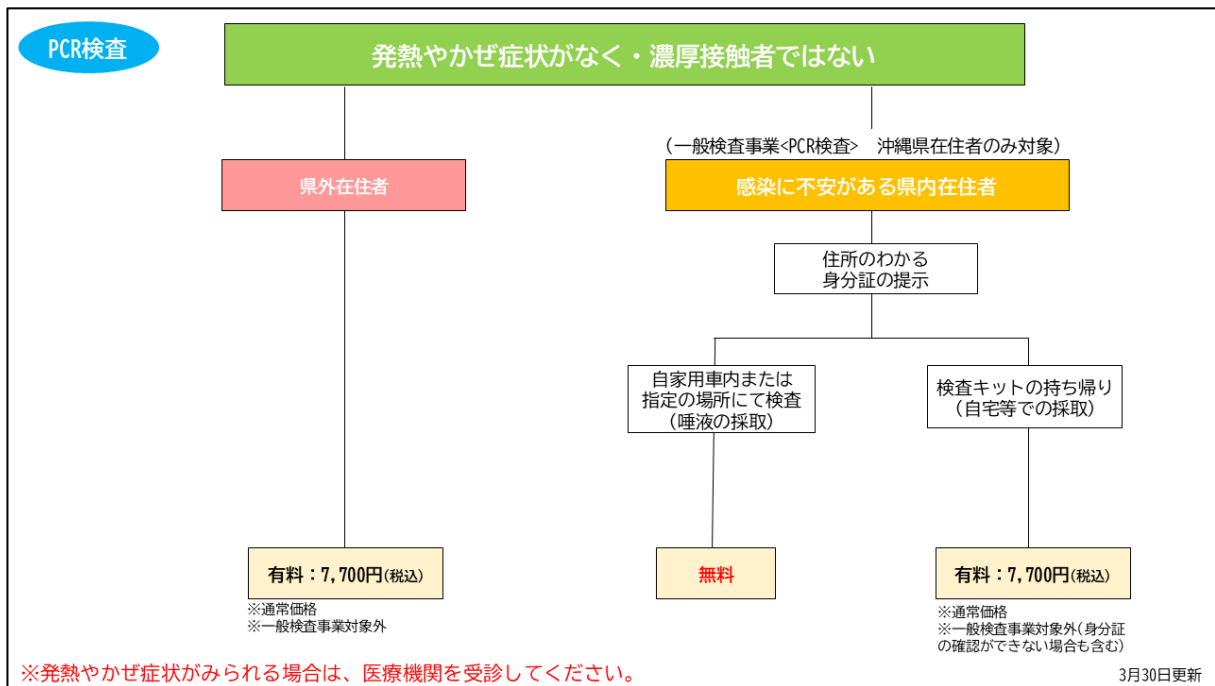 PCR検査
発熱やかぜ症状がなく・濃厚接触者ではない
(一般検査事業<PCR検査>　沖縄県在住者のみ対象)
県外在住者
感染に不安がある県内在住者
住所のわかる
身分証の提示
自家用車内または
指定の場所にて検査
(唾液の採取)
検査キットの持ち帰り
(自宅等での採取)
有料：7,700円(税込)
※通常価格
※一般検査事業対象外
無料
有料：7,700円(税込)
※通常価格
※一般検査事業対象外(身分証
の確認ができない場合も含む)
※発熱やかぜ症状がみられる場合は、医療機関を受診してください。
3月30日更新